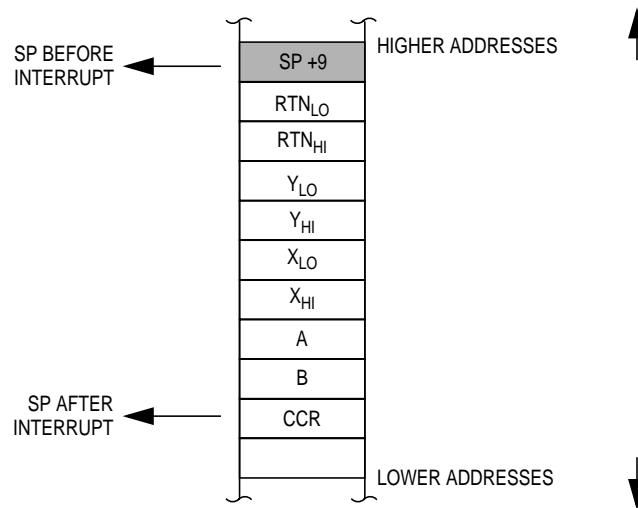 HIGHER ADDRESSES
SP BEFORE
INTERRUPT
SP +9
RTNLO
RTNHI
YLO
YHI
XLO
XHI
A
B
SP AFTER
INTERRUPT
CCR
LOWER ADDRESSES